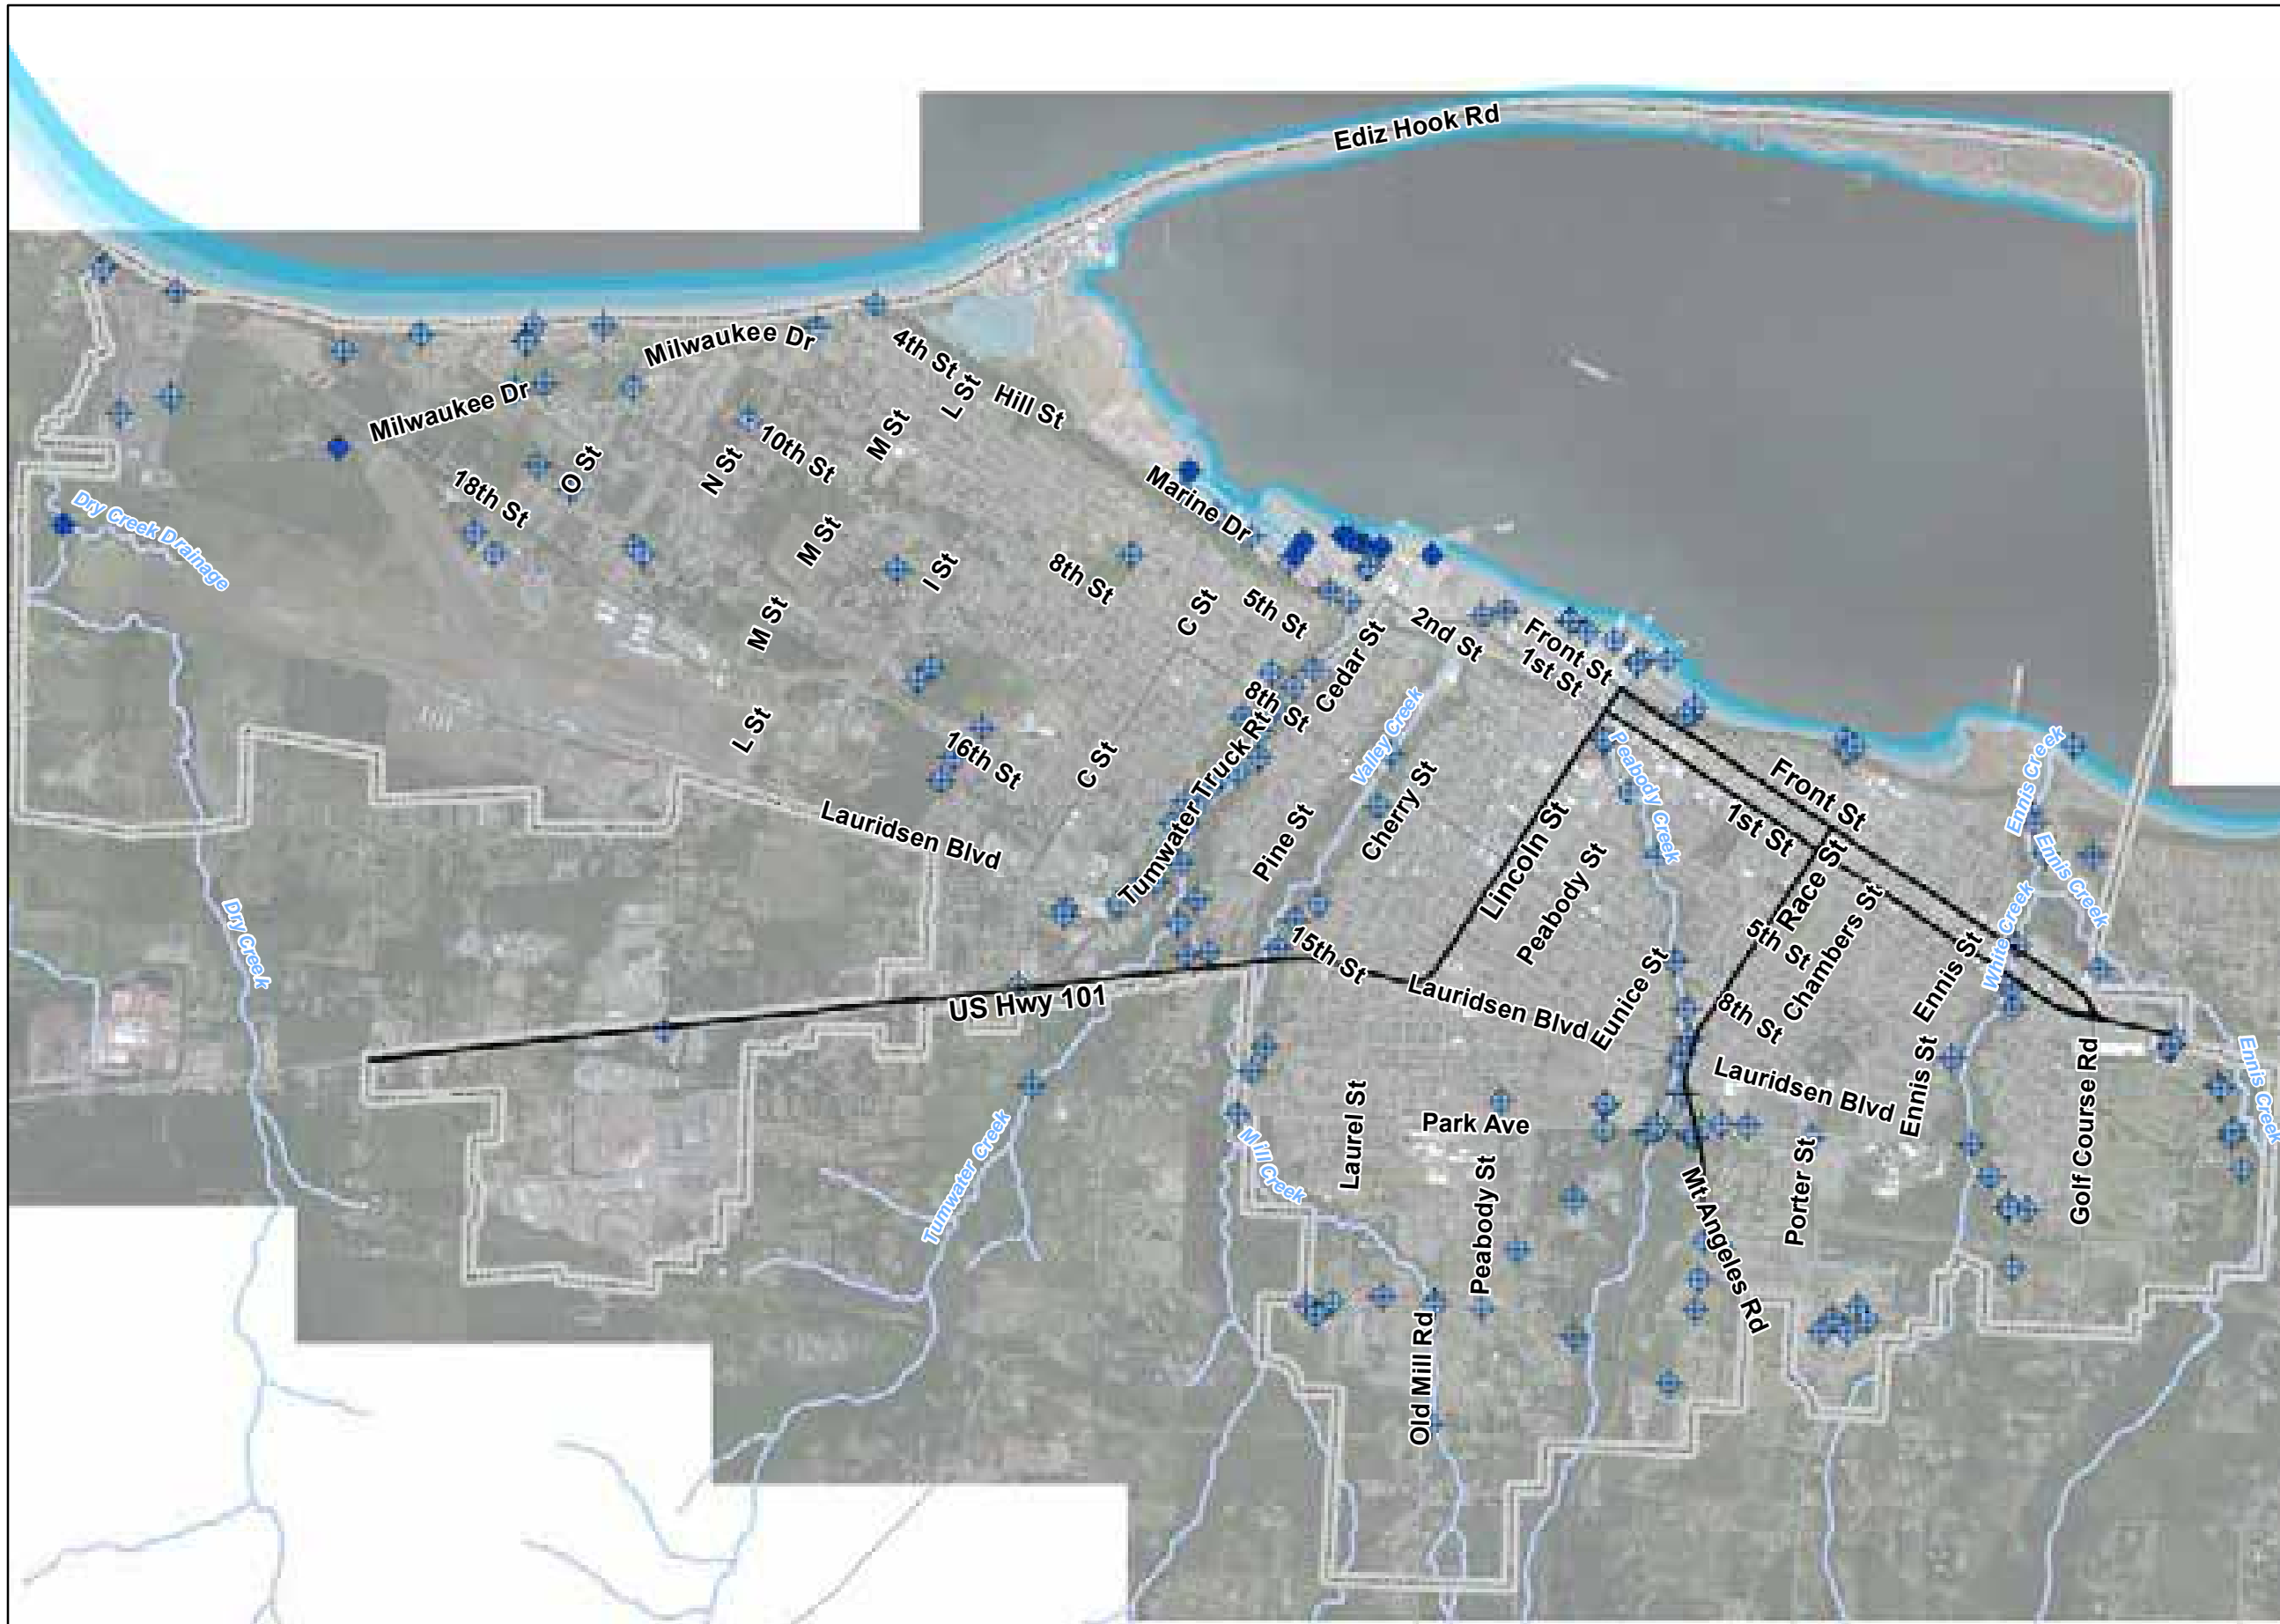 Ediz Hook Rd
Milwaukee Dr
4th St
L St
Hill St
Milwaukee Dr
M St
10th St
N St
O St
18th St
Marine Dr
Dry Creek Drainage
M St
I St
8th St
C St
5th St
2nd St
Front St
1st St
Cedar St
M St
L St
8th St
Valley Creek
16th St
C St
Tumwater Truck Rt
Lauridsen Blvd
Pine St
Cherry St
Peabody Creek
Front St
1st St
Ennis Creek
Ennis Creek
Lincoln St
Peabody St
Race St
Chambers St
5th St
White Creek
Ennis St
Dry Creek
15th St
US Hwy 101
Lauridsen Blvd
Eunice St
8th St
Lauridsen Blvd
Ennis St
Golf Course Rd
Ennis Creek
Park Ave
Laurel St
Mill Creek
Tumwater Creek
Peabody St
Porter St
Mt Angeles Rd
Old Mill Rd